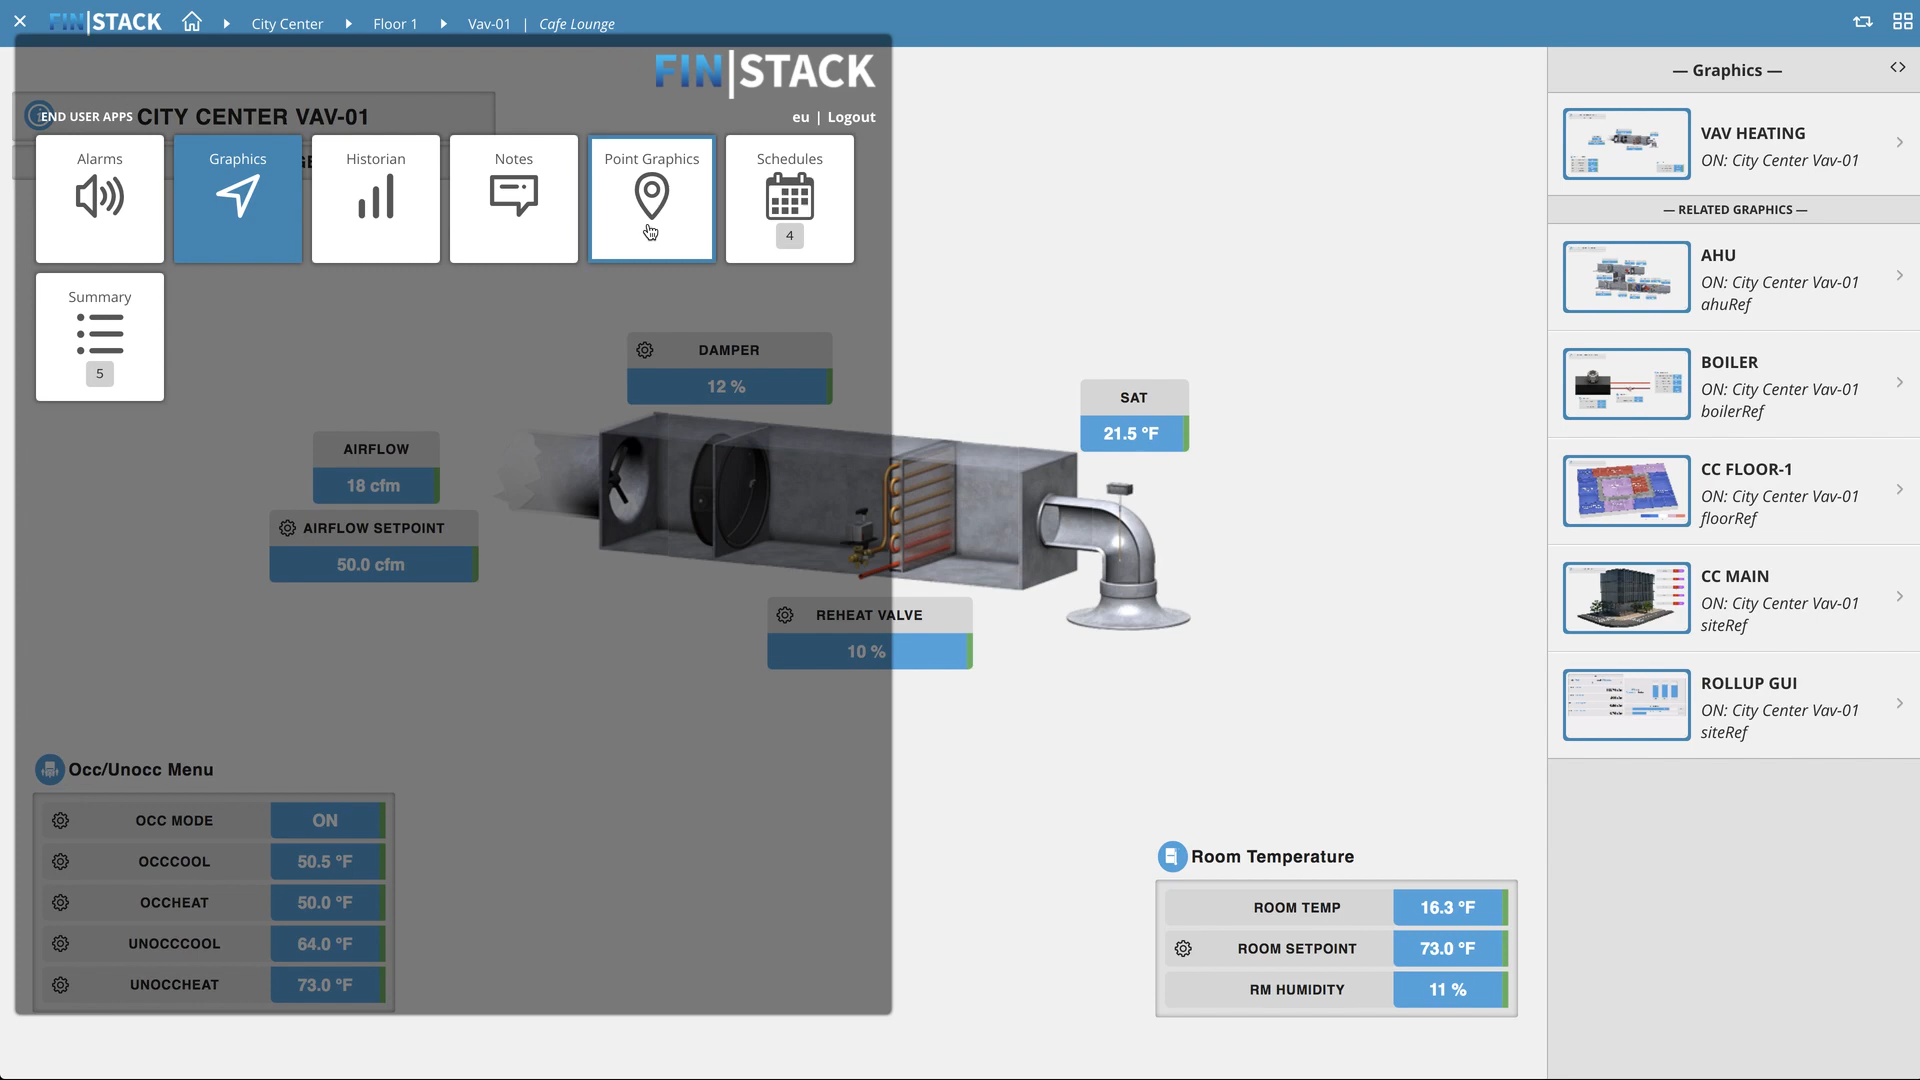 FIN|STACK
City Center
Floor 1
Vav-01 | Cafe Lounge
FIN|STACK
END USER APPS
CITY CENTER VAV-01
eu | Logout
Alarms
Graphics
Historian
Notes
Point Graphics
Schedules
4
Summary
5
DAMPER
12 %
SAT
21.5 °F
AIRFLOW
18 cfm
AIRFLOW SETPOINT
50.0 cfm
REHEAT VALVE
10 %
Occ/Unocc Menu
OCC MODE ON
OCCCOOL 50.5 °F
OCCHEAT 50.0 °F
UNOCCCOOL 64.0 °F
UNOCCHEAT 73.0 °F
Room Temperature
ROOM TEMP 16.3 °F
ROOM SETPOINT 73.0 °F
RM HUMIDITY 11 %
— Graphics —
VAV HEATING
ON: City Center Vav-01
— RELATED GRAPHICS —
AHU
ON: City Center Vav-01
ahuRef
BOILER
ON: City Center Vav-01
boilerRef
CC FLOOR-1
ON: City Center Vav-01
floorRef
CC MAIN
ON: City Center Vav-01
siteRef
ROLLUP GUI
ON: City Center Vav-01
siteRef